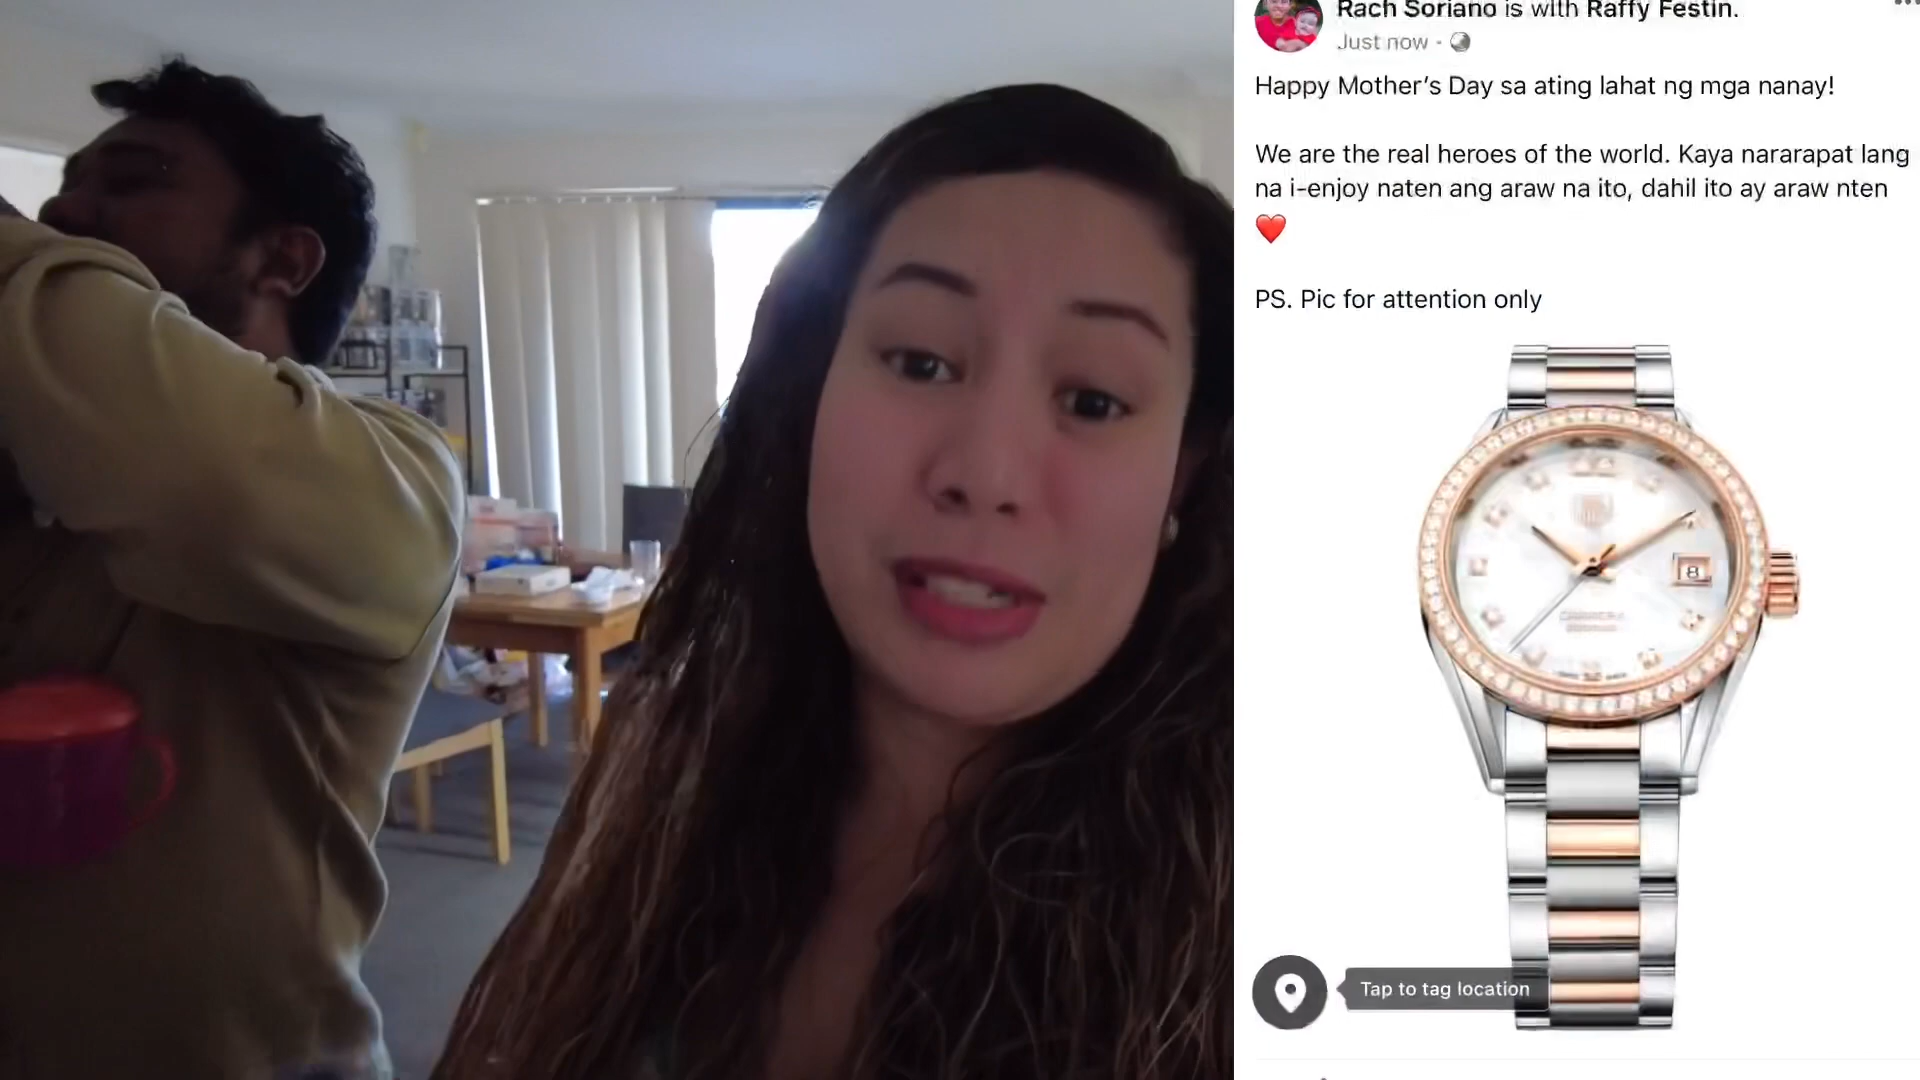 Rach Soriano is with Raffy Festin.
Just now
Happy Mother's Day sa ating lahat ng mga nanay!
We are the real heroes of the world. Kaya nararapat lang
na i-enjoy naten ang araw na ito, dahil ito ay araw nten
PS. Pic for attention only
8
CARRERA
Tap to tag location